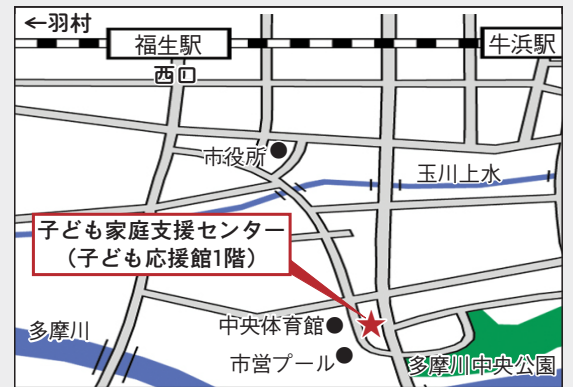 ←羽村
福生駅
牛浜駅
西口
市役所
玉川上水
子ども家庭支援センター
（子ども応援館1階）
中央体育館
多摩川
市営プール
多摩川中央公園